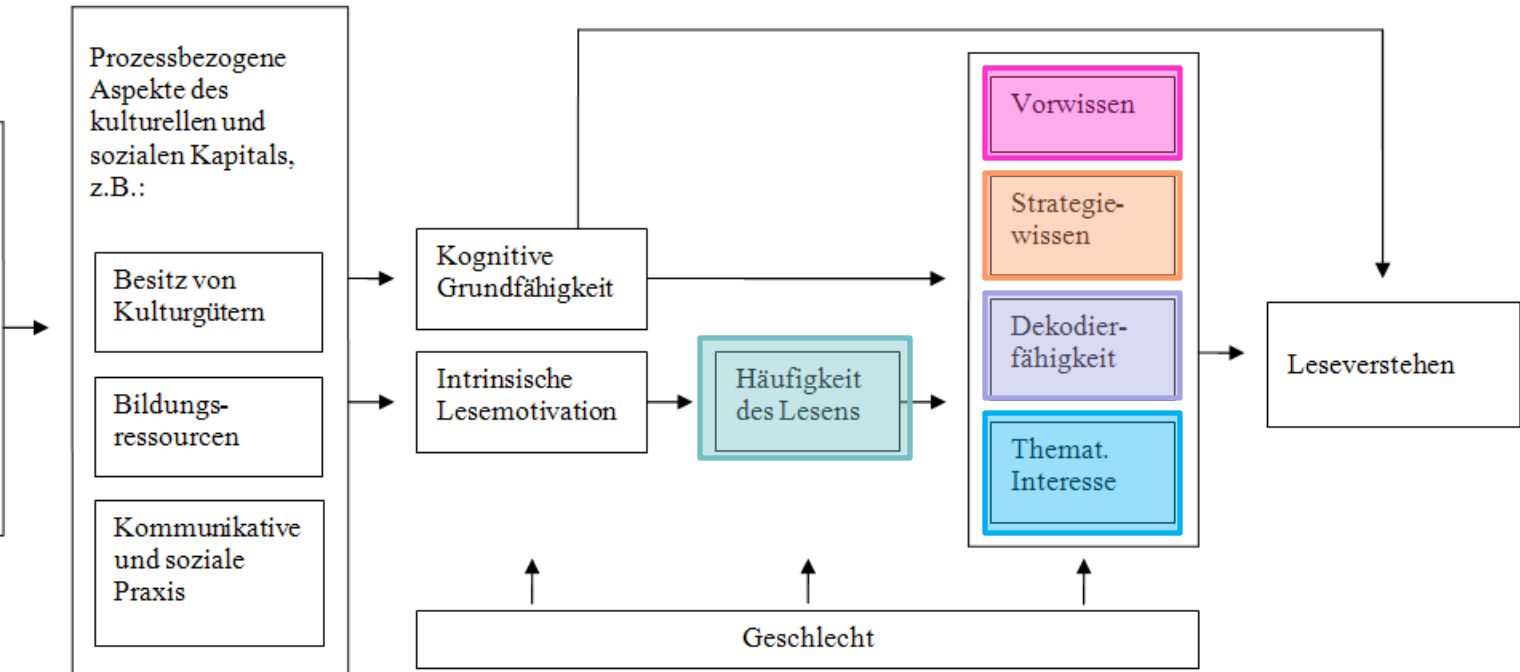 Prozessbezogene
Aspekte des
kulturellen und
sozialen Kapitals,
z.B.:
Besitz von
Kulturgütern
Bildungs-
ressourcen
Kommunikative
und soziale
Praxis
Kognitive
Grundfähigkeit
Intrinsische
Lesemotivation
Häufigkeit
des Lesens
Vorwissen
Strategie-
wissen
Dekodier-
fähigkeit
Themat.
Interesse
Leseverstehen
Geschlecht